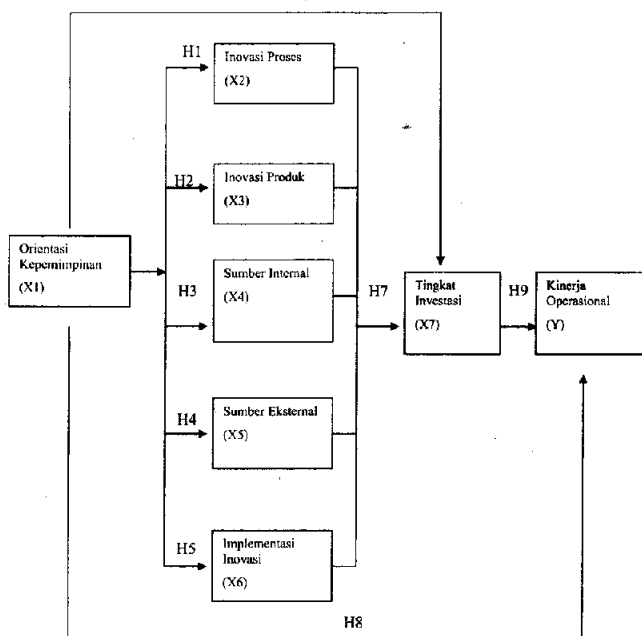 H1
Inovasi Proses
(X2)
H2
Inovasi Produk
(X3)
Orientasi
Kepemimpinan
(X1)
H3
Sumber Internal
(X4)
H7
Tingkat
Investasi
(X7)
H9
Kinerja
Operasional
(Y)
H4
Sumber Eksternal
(X5)
H5
Implementasi
Inovasi
(X6)
H8